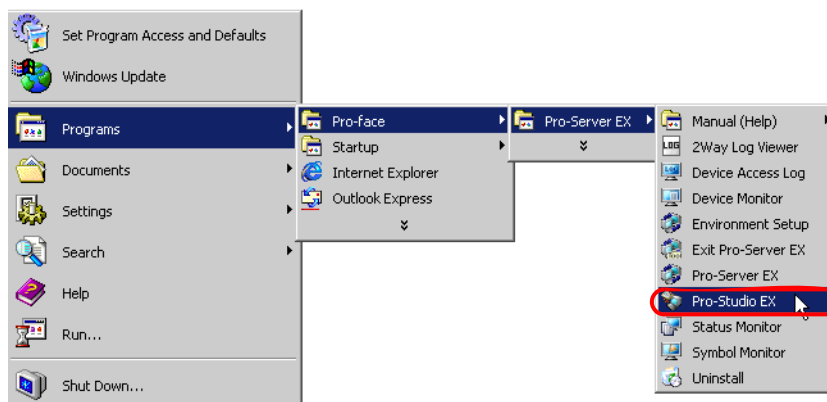 Set Program Access and Defaults
Windows Update
Programs
Documents
Settings
Search
Help
Run...
Shut Down...
Pro-face
Startup
Internet Explorer
Outlook Express
Pro-Server EX
Manual (Help)
LOG
2Way Log Viewer
Device Access Log
Device Monitor
Environment Setup
Exit Pro-Server EX
Pro-Server EX
Pro-Studio EX
Status Monitor
Symbol Monitor
Uninstall